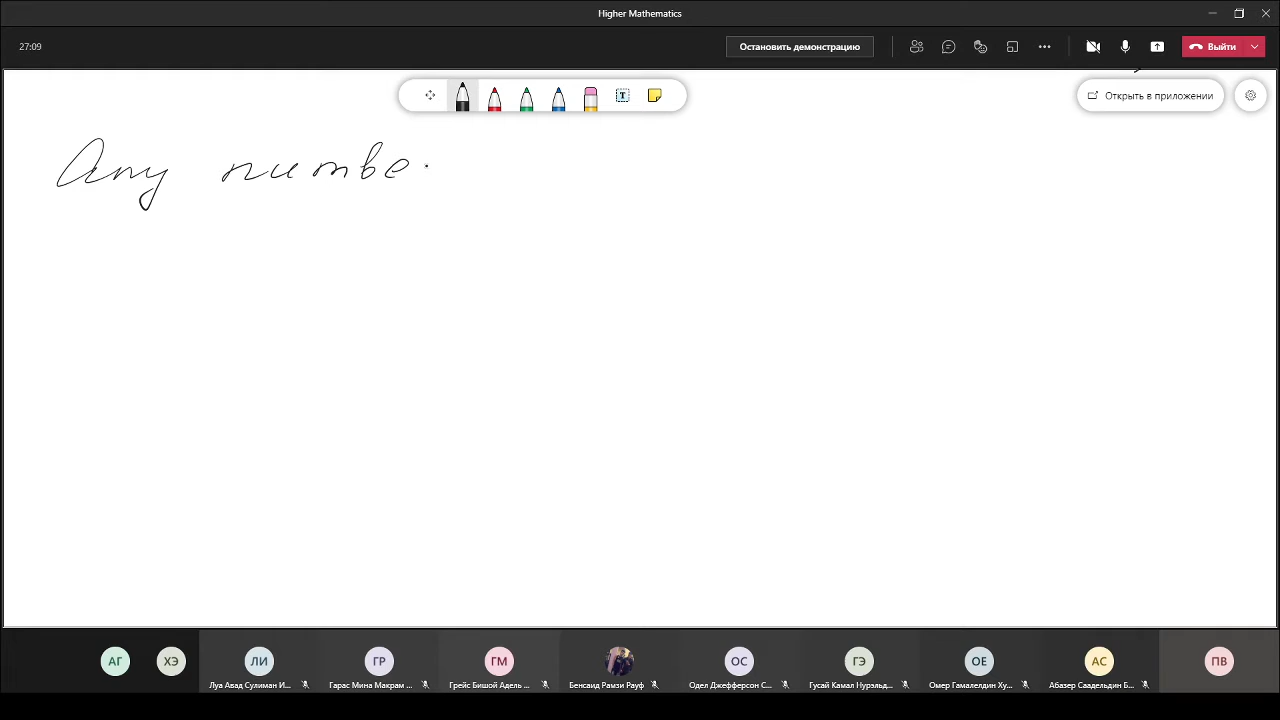 Higher Mathematics
27:09
Остановить демонстрацию
Выйти
Открыть в приложении
Any numbe
АГ
ХЭ
ЛИ
ГР
ГМ
ОС
ГЭ
ОЕ
АС
ПВ
Луа Авад Сулиман И...
Гарас Мина Макрам ...
Грейс Бишой Адель ...
Бенсаид Рамзи Рауф
Одел Джефферсон С...
Гусай Камал Нурэльд...
Омер Гамалелдин Ху...
Абазер Саадельдин Б...